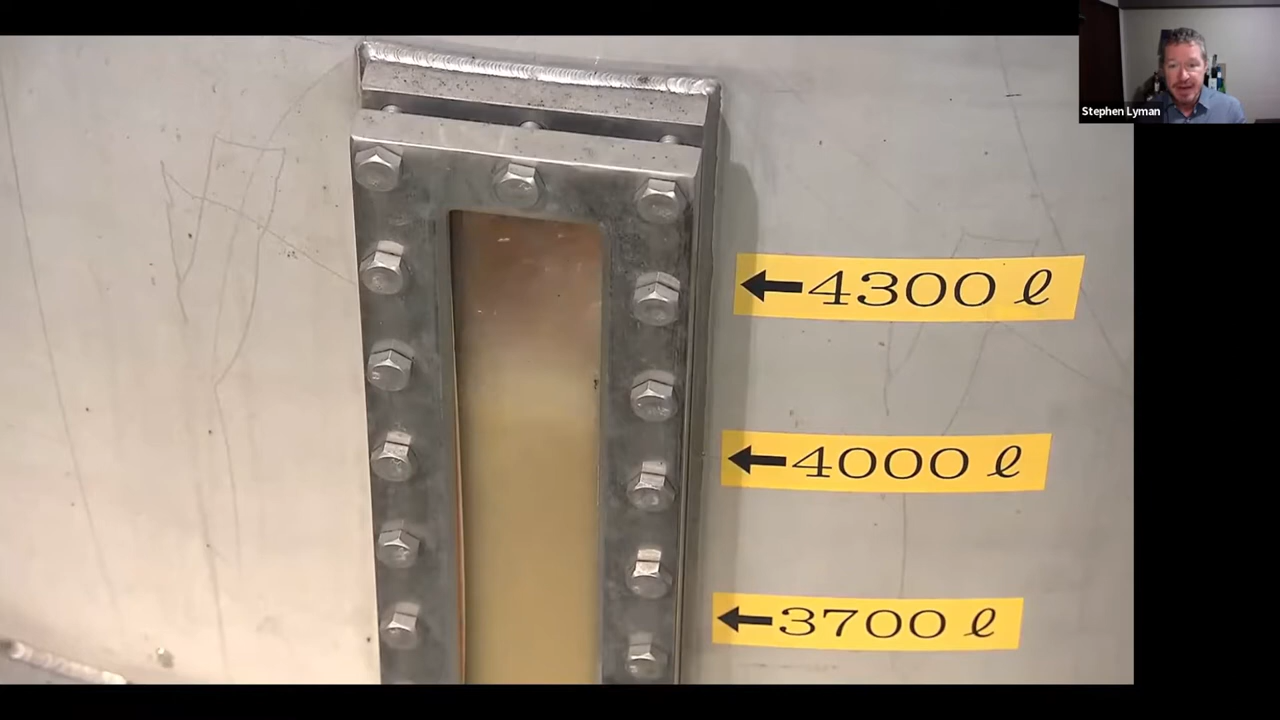 Stephen Lyman
←4300 ℓ
←4000 ℓ
←3700 ℓ